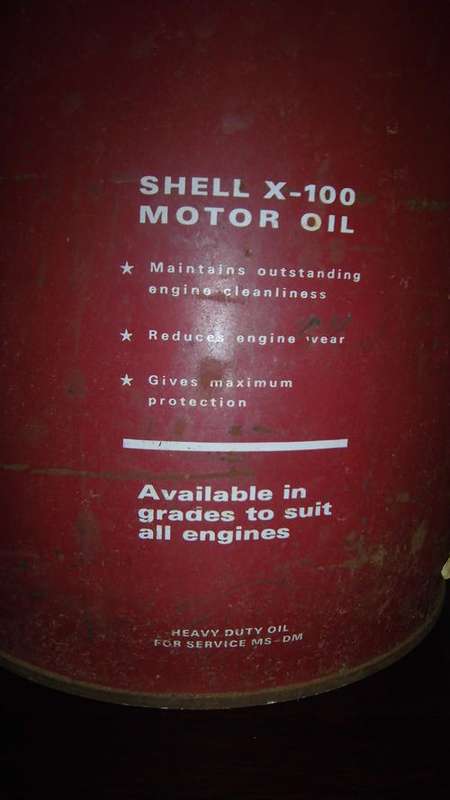 SHELL X-100
MOTOR OIL
★ Maintains outstanding
engine cleanliness
★ Reduces engine wear
★ Gives maximum
protection
Available in
grades to suit
all engines
HEAVY DUTY OIL
FOR SERVICE MS-DM